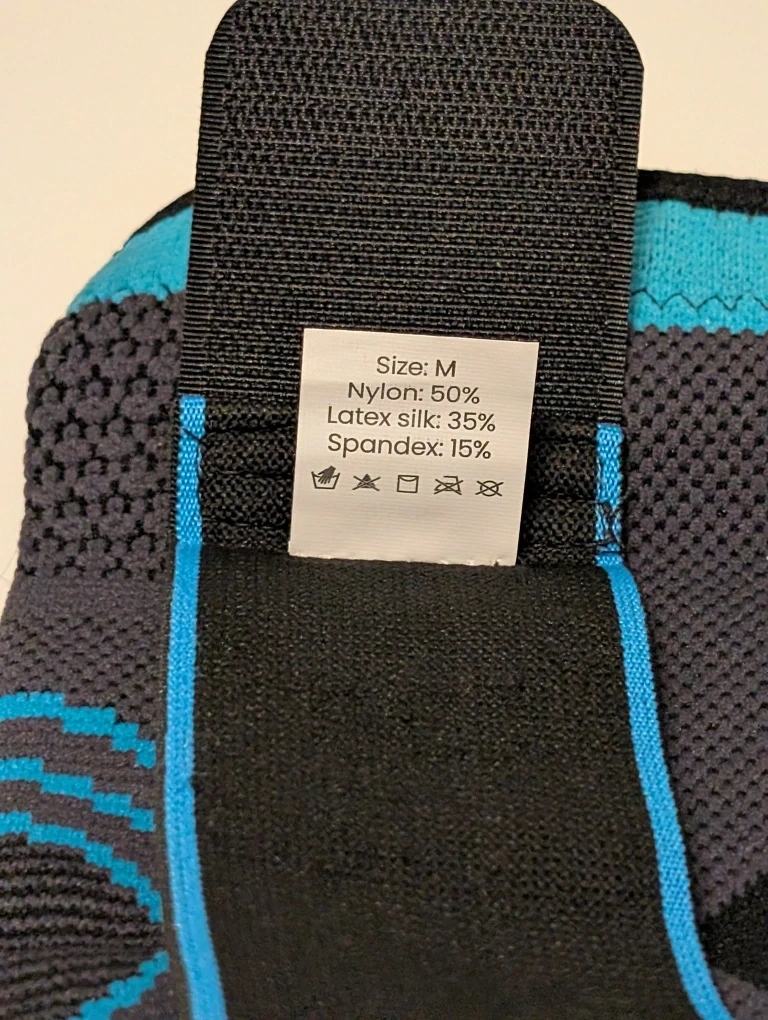 Size: M
Nylon: 50%
Latex silk: 35%
Spandex: 15%